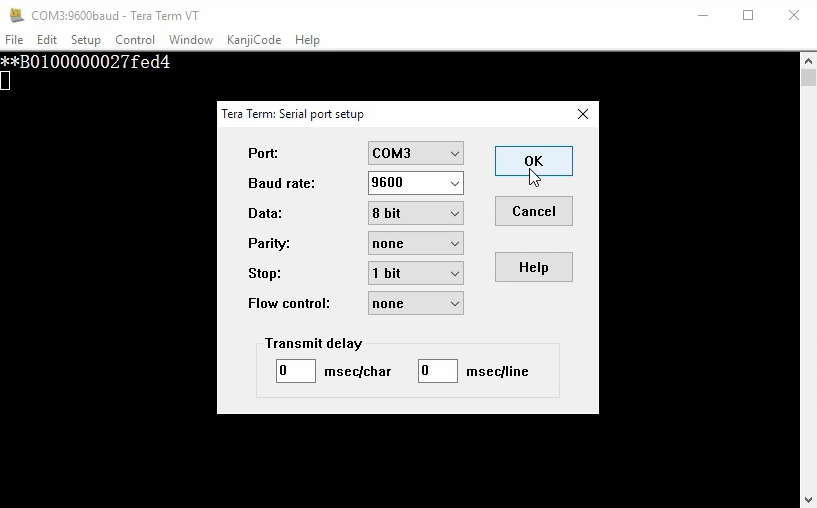 COM3:9600baud - Tera Term VT
File Edit Setup Control Window KanjiCode Help
**B0100000027fed4
Tera Term: Serial port setup
Port: COM3
OK
Baud rate: 9600
Data: 8 bit
Cancel
Parity: none
Stop: 1 bit
Help
Flow control: none
Transmit delay
0 msec/char 0 msec/line